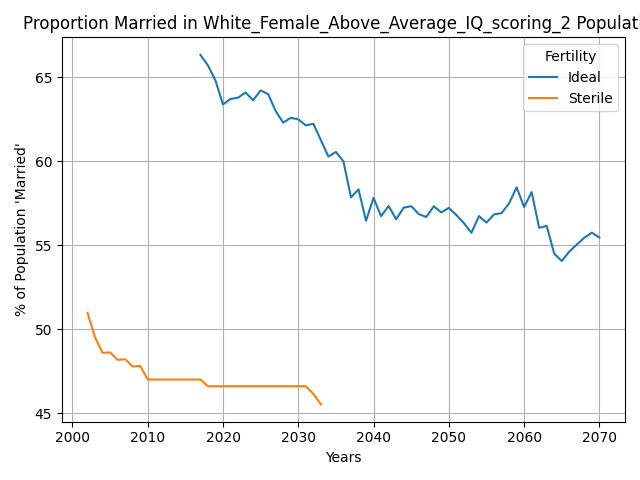 Proportion Married in White_Female_Above_Average_IQ_scoring_2 Populati
Fertility
Ideal
Sterile
% of Population 'Married'
65
60
55
50
45
2000 2010 2020 2030 2040 2050 2060 2070
Years